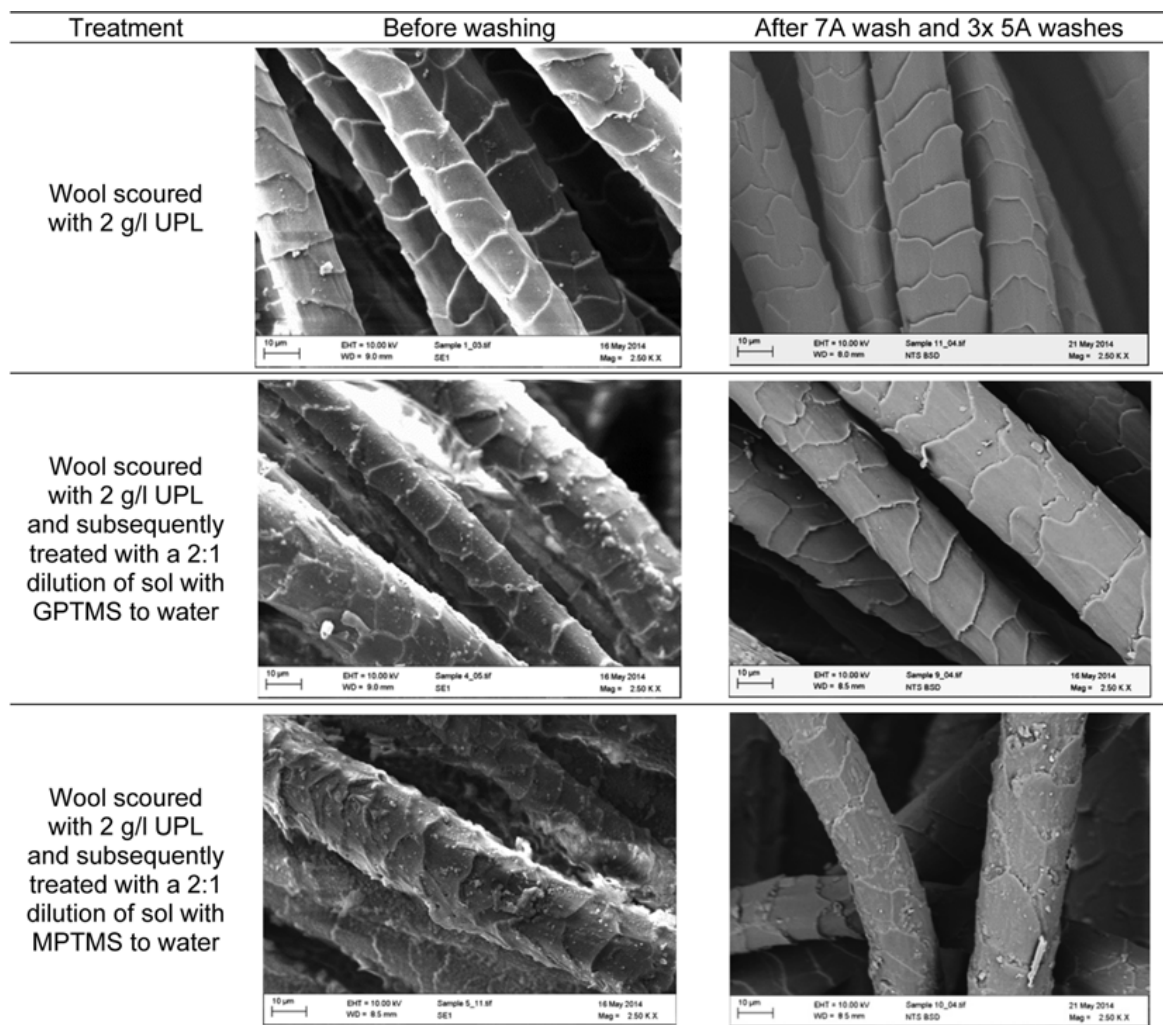 Treatment
Before washing
After 7A wash and 3x 5A washes
Wool scoured
with 2 g/l UPL
10 µm
EHT = 10.00 kV
WD = 9.0 mm
Sample 1_03.tif
SE1
16 May 2014
Mag = 2.50 K X
10 µm
EHT = 10.00 kV
WD = 8.0 mm
Sample 11_04.tif
NTS BSD
21 May 2014
Mag = 2.50 K X
Wool scoured
with 2 g/l UPL
and subsequently
treated with a 2:1
dilution of sol with
GPTMS to water
10 µm
EHT = 10.00 kV
WD = 9.0 mm
Sample 4_05.tif
SE1
16 May 2014
Mag = 2.50 K X
10 µm
EHT = 10.00 kV
WD = 8.5 mm
Sample 9_04.tif
NTS BSD
16 May 2014
Mag = 2.50 K X
Wool scoured
with 2 g/l UPL
and subsequently
treated with a 2:1
dilution of sol with
MPTMS to water
10 µm
EHT = 10.00 kV
WD = 8.5 mm
Sample 5_11.tif
SE1
16 May 2014
Mag = 2.50 K X
10 µm
EHT = 10.00 kV
WD = 8.5 mm
Sample 10_04.tif
NTS BSD
21 May 2014
Mag = 2.50 K X